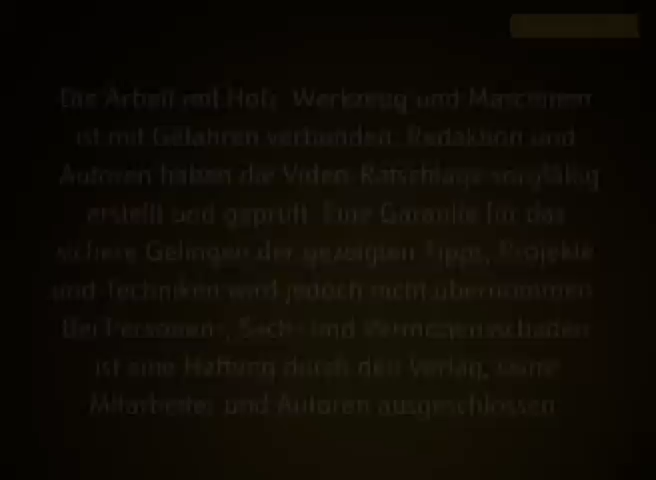 Die Arbeit mit Holz, Werkzeug und Maschinen
ist mit Gefahren verbunden. Redaktion und
Autoren haben die Video-Ratschläge sorgfältig
erstellt und geprüft. Eine Garantie für das
sichere Gelingen der gezeigten Tipps, Projekte
und Techniken wird jedoch nicht übernommen.
Bei Personen-, Sach- und Vermögensschäden
ist eine Haftung durch den Verlag, seine
Mitarbeiter und Autoren ausgeschlossen.